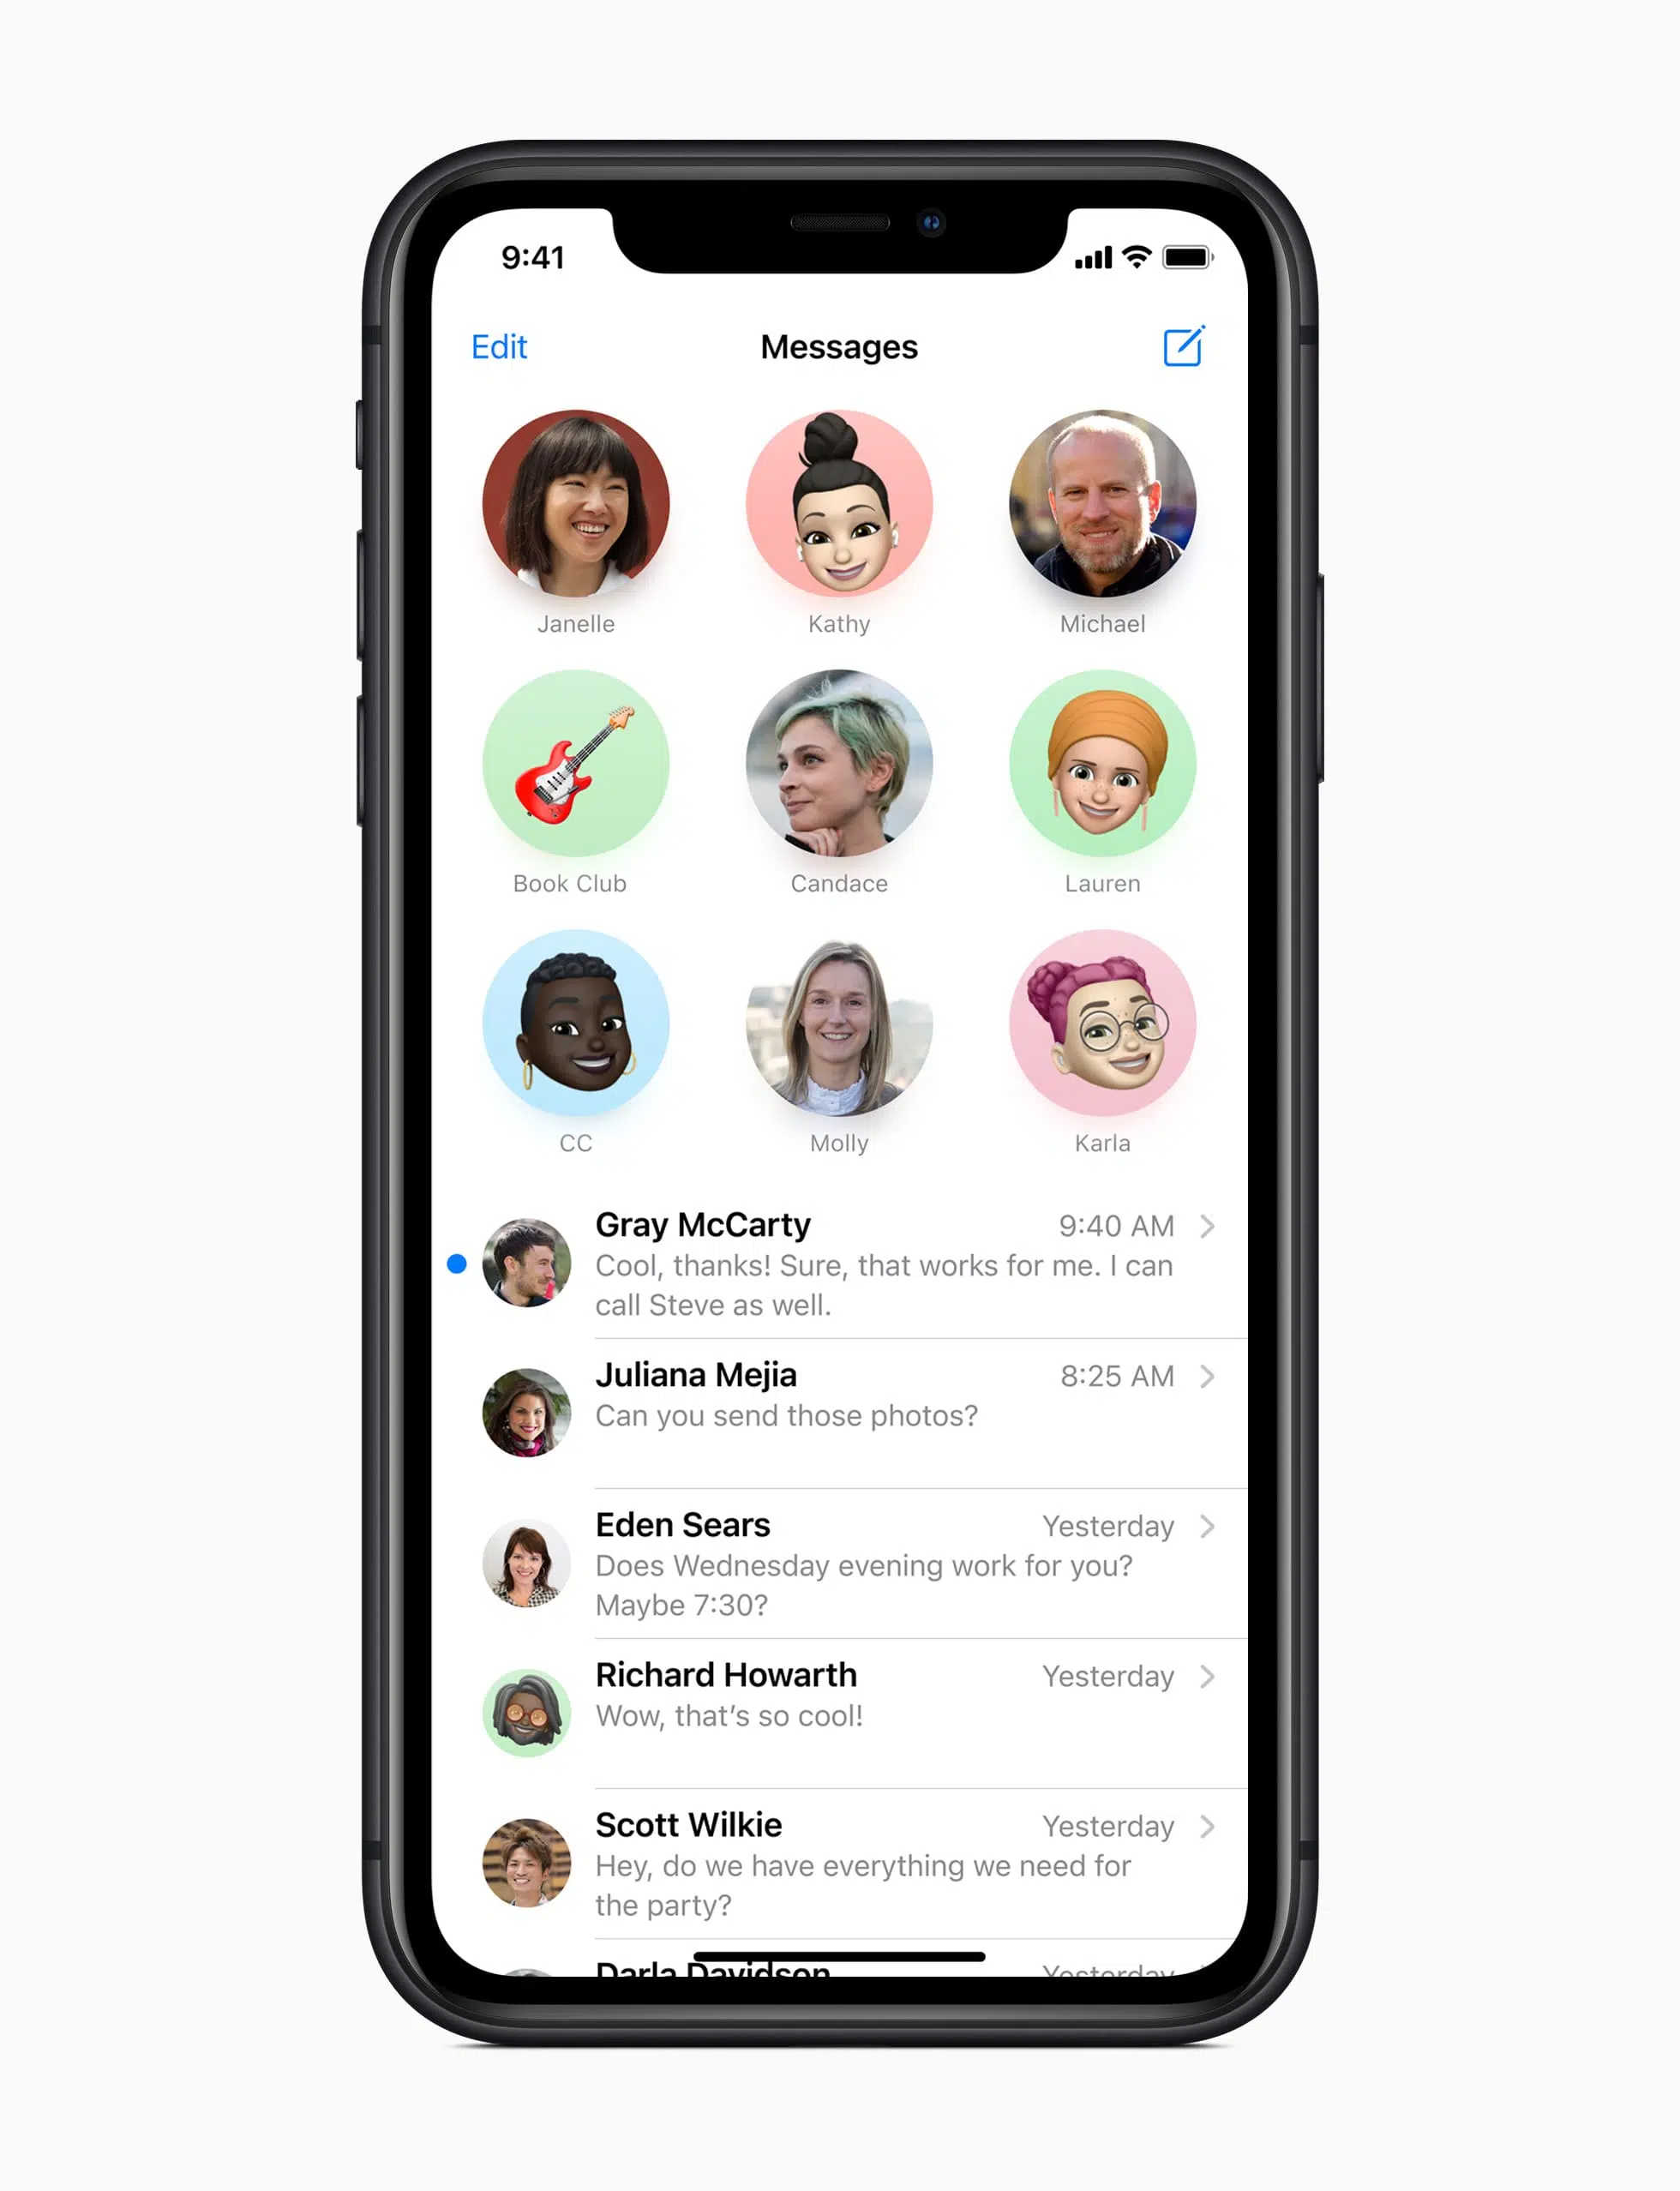 9:41
Edit
Messages
Janelle
Kathy
Michael
Book Club
Candace
Lauren
CC
Molly
Karla
Gray McCarty
9:40 AM
Cool, thanks! Sure, that works for me. I can
call Steve as well.
Juliana Mejia
8:25 AM
Can you send those photos?
Eden Sears
Yesterday
Does Wednesday evening work for you?
Maybe 7:30?
Richard Howarth
Yesterday
Wow, that’s so cool!
Scott Wilkie
Yesterday
Hey, do we have everything we need for
the party?
Darla Davidson
Yesterday